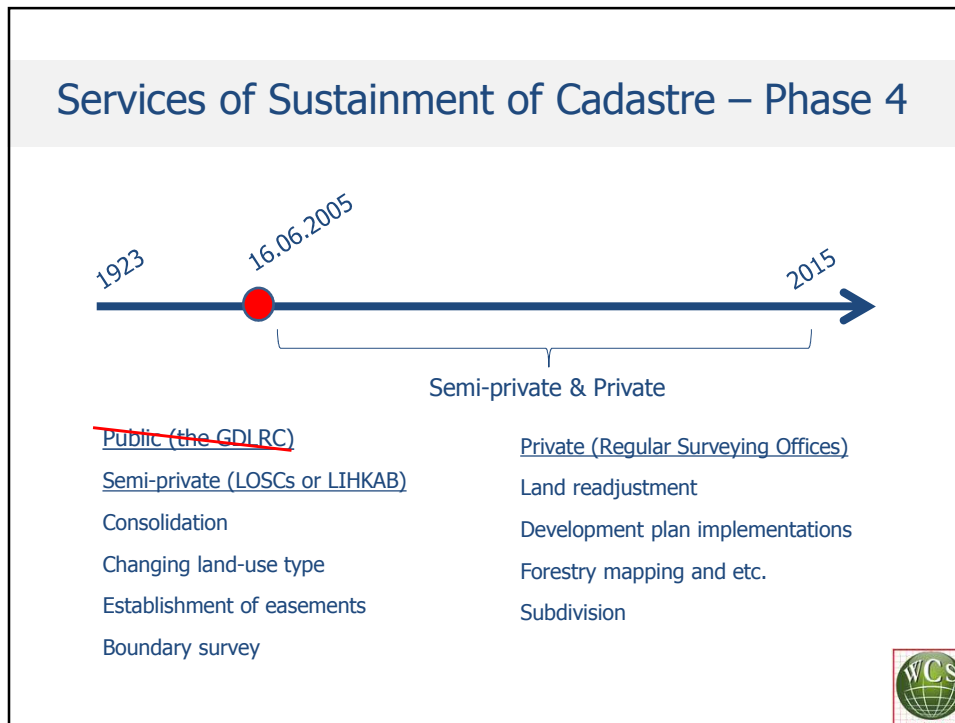 Services of Sustainment of Cadastre – Phase 4
1923
16.06.2005
2015
Semi-private & Private
Public (the GDLRC)
Semi-private (LOSCs or LIHKAB)
Consolidation
Changing land-use type
Establishment of easements
Boundary survey
Private (Regular Surveying Offices)
Land readjustment
Development plan implementations
Forestry mapping and etc.
Subdivision
WCS